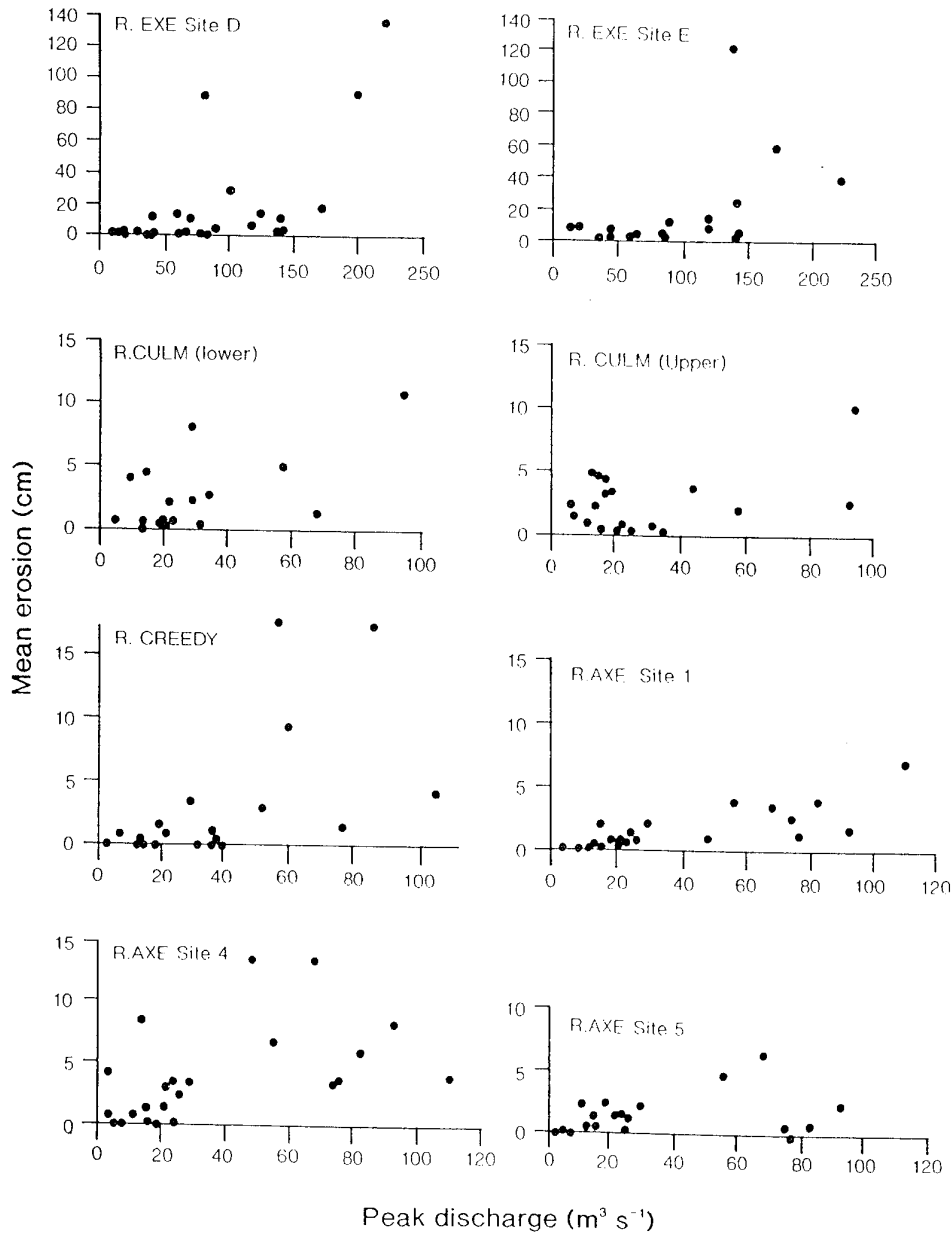 R. EXE Site D
140
120
100
80
60
40
20
0
0 50 100 150 200 250
R. EXE Site E
140
120
100
80
60
40
20
0
0 50 100 150 200 250
R.CULM (lower)
15
10
5
0
0 20 40 60 80 100
R. CULM (Upper)
15
10
5
0
0 20 40 60 80 100
R. CREEDY
15
10
5
0
0 20 40 60 80 100
R.AXE Site 1
15
10
5
0
0 20 40 60 80 100 120
R.AXE Site 4
15
10
5
0
0 20 40 60 80 100 120
R.AXE Site 5
10
5
0
0 20 40 60 80 100 120
Mean erosion (cm)
Peak discharge (m³ s⁻¹)